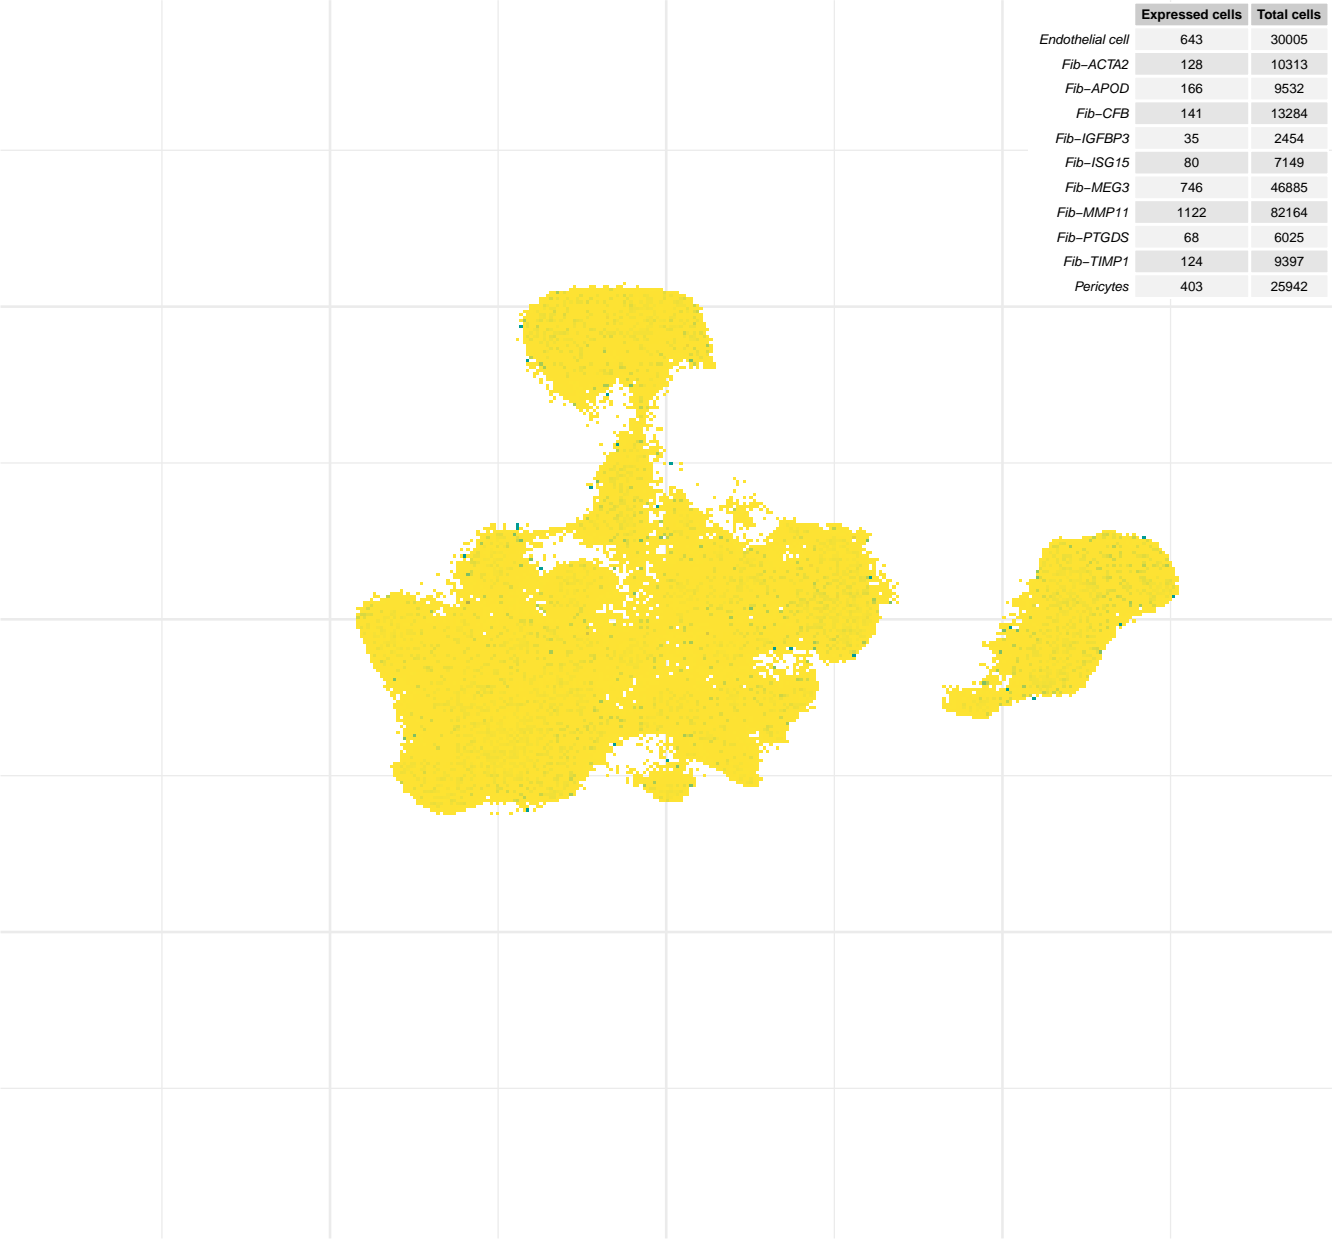 Expressed cells Total cells
Endothelial cell 643 30005
Fib−ACTA2 128 10313
Fib−APOD 166 9532
Fib−CFB 141 13284
Fib−IGFBP3 35 2454
Fib−ISG15 80 7149
Fib−MEG3 746 46885
Fib−MMP11 1122 82164
Fib−PTGDS 68 6025
Fib−TIMP1 124 9397
Pericytes 403 25942